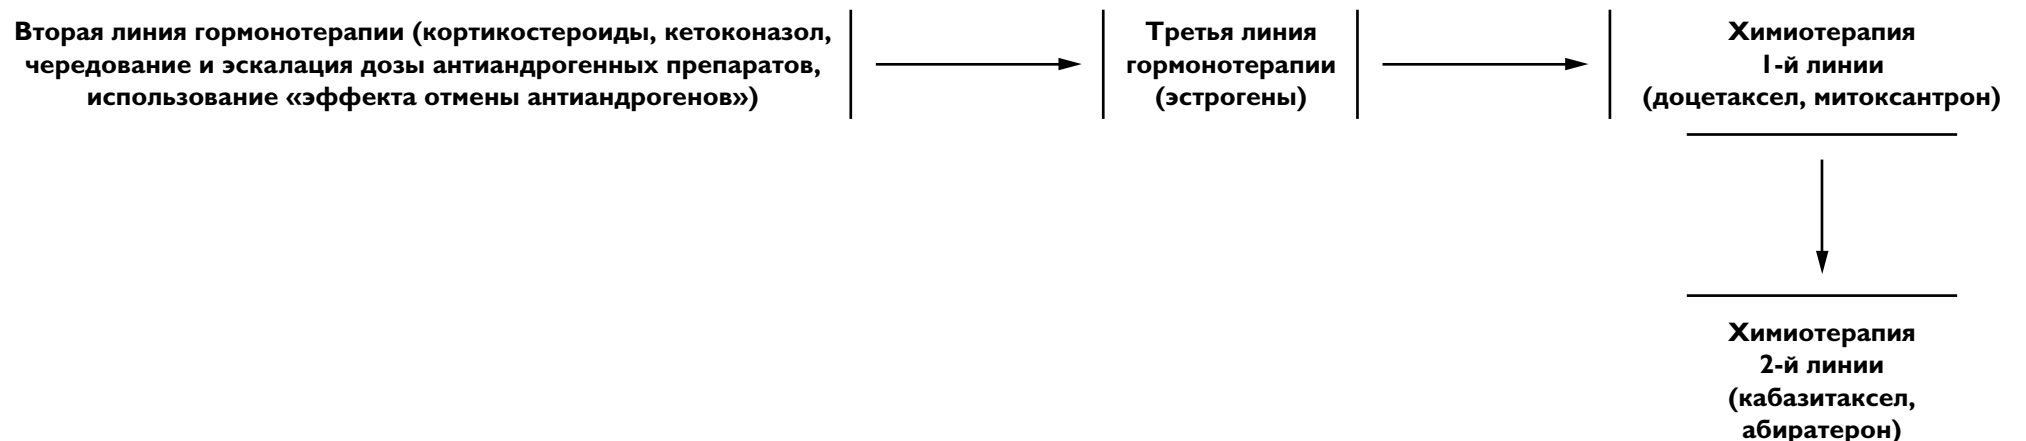 Вторая линия гормонотерапии (кортикостероиды, кетоконазол,
чередование и эскалация дозы антиандрогенных препаратов,
использование «эффекта отмены антиандрогенов»)
Третья линия
гормонотерапии
(эстрогены)
Химиотерапия
1-й линии
(доцетаксел, митоксантрон)
Химиотерапия
2-й линии
(кабазитаксел,
абиратерон)